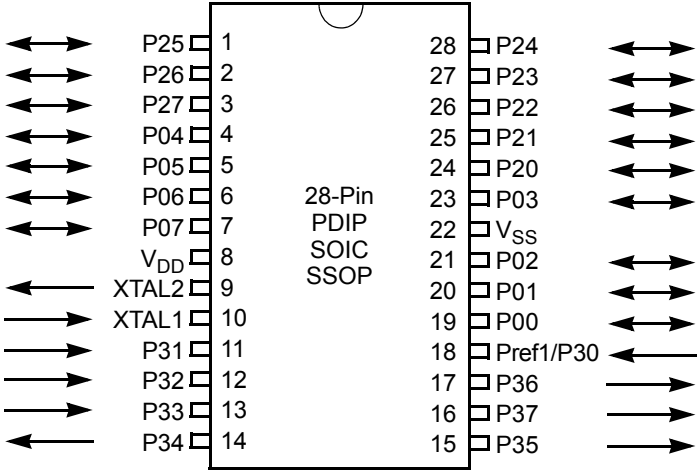 P25 1 28 P24
P26 2 27 P23
P27 3 26 P22
P04 4 25 P21
P05 5 24 P20
P06 6 28-Pin 23 P03
P07 7 PDIP 22 VSS
VDD 8 SOIC 21 P02
XTAL2 9 SSOP 20 P01
XTAL1 10 19 P00
P31 11 18 Pref1/P30
P32 12 17 P36
P33 13 16 P37
P34 14 15 P35